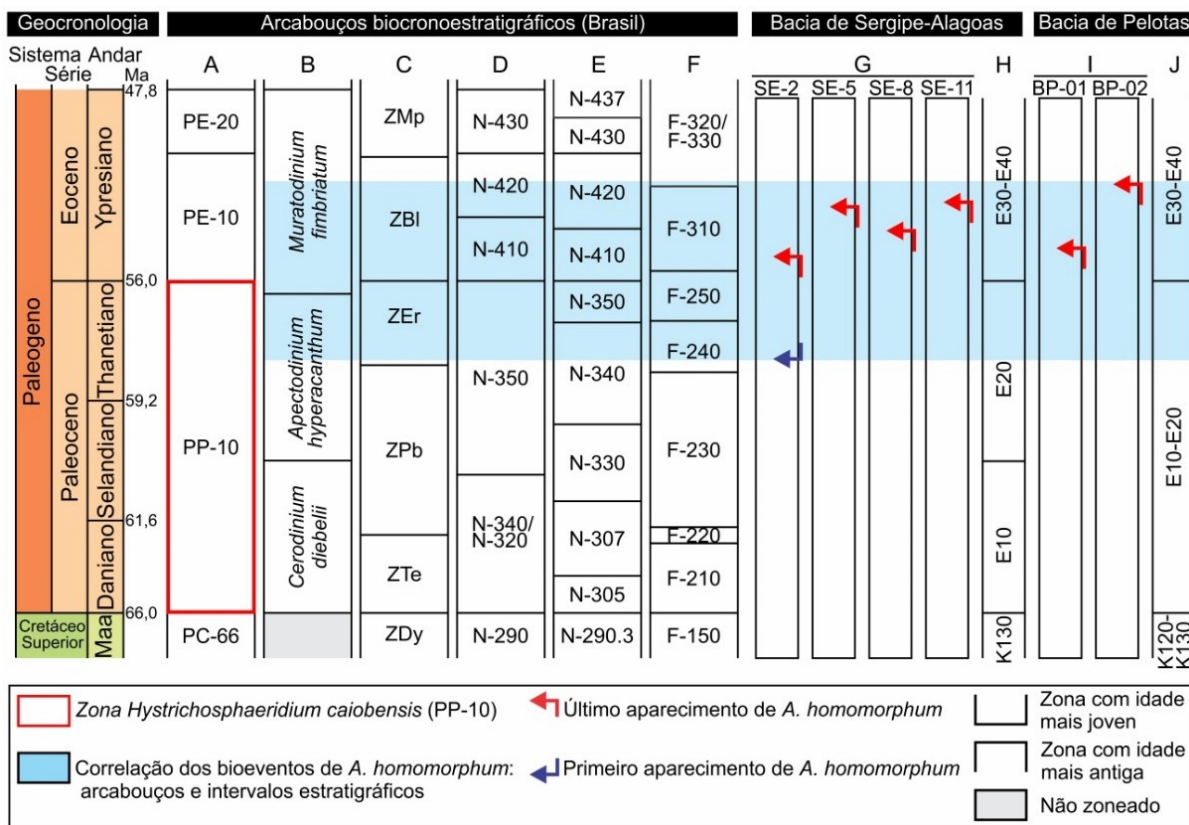 Geocronologia
Arcabouços biocronoestratigráficos (Brasil)
Bacia de Sergipe-Alagoas
Bacia de Pelotas
Sistema Andar
Série
Ma
A
B
C
D
E
F
G
H
I
J
SE-2
SE-5
SE-8
SE-11
BP-01
BP-02
47,8
56,0
59,2
61,6
66,0
Paleogeno
Cretáceo
Superior
Eoceno
Paleoceno
Ypresiano
Thanetiano
Selandiano
Daniano
Maa
PE-20
PE-10
PP-10
PC-66
Muratodinium
fimbriatum
Apectodinium
hyperacanthum
Cerodinium
diebelii
ZMp
ZBl
ZEr
ZPb
ZTe
ZDy
N-430
N-420
N-410
N-350
N-340/
N-320
N-290
N-437
N-430
N-420
N-410
N-350
N-340
N-330
N-307
N-305
N-290.3
F-320/
F-330
F-310
F-250
F-240
F-230
F-220
F-210
F-150
E30-E40
E20
E10
K130
E30-E40
E10-E20
K120-
K130
Zona Hystrichosphaeridium caiobensis (PP-10)
Correlação dos bioeventos de A. homomorphum:
arcabouços e intervalos estratigráficos
Último aparecimento de A. homomorphum
Primeiro aparecimento de A. homomorphum
Zona com idade
mais joven
Zona com idade
mais antiga
Não zoneado